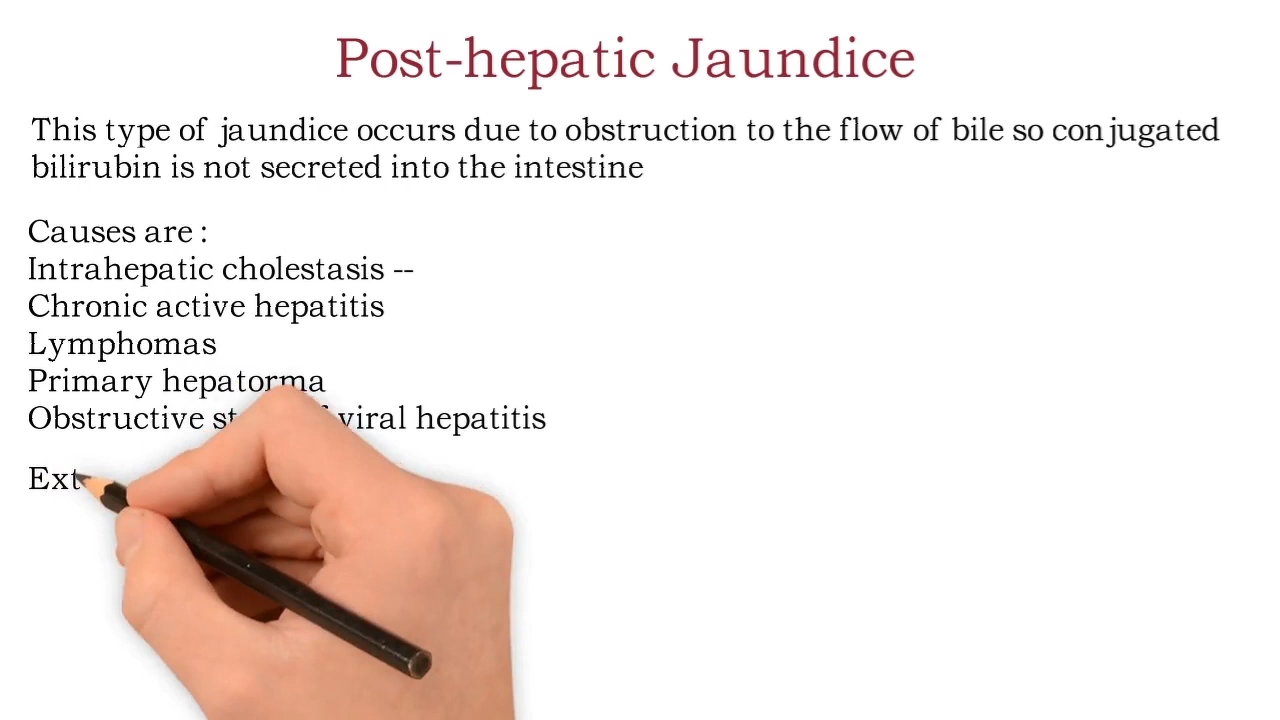 Post-hepatic Jaundice
This type of jaundice occurs due to obstruction to the flow of bile so conjugated
bilirubin is not secreted into the intestine
Causes are :
Intrahepatic cholestasis --
Chronic active hepatitis
Lymphomas
Primary hepatorma
Obstructive viral hepatitis
Ext